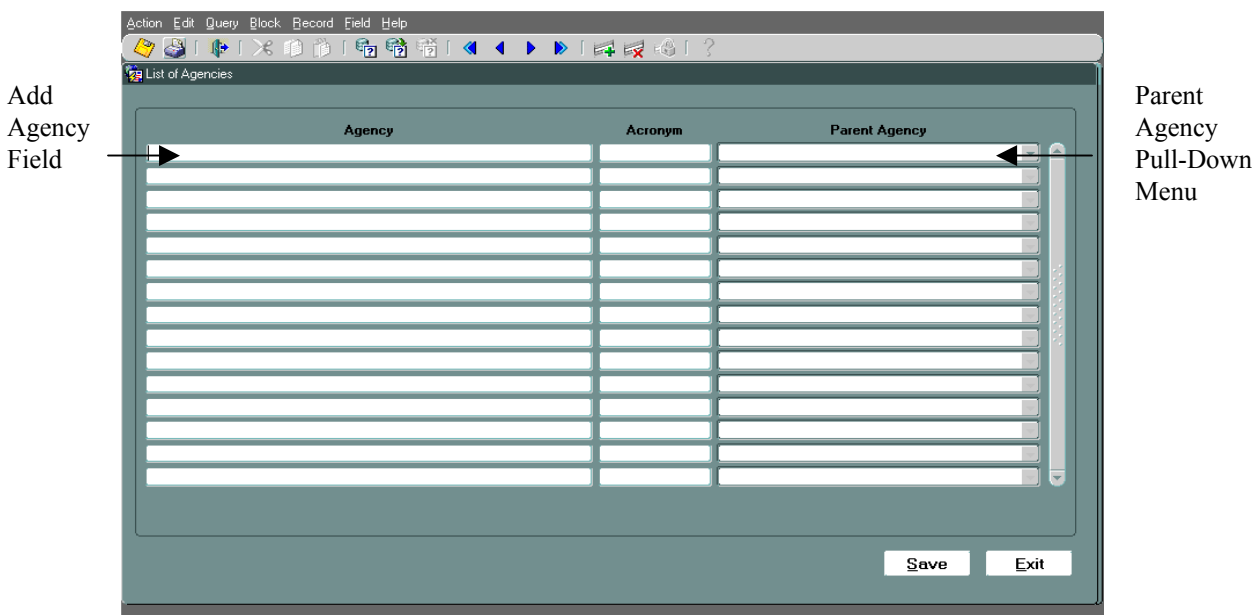 Action Edit Query Block Record Field Help
List of Agencies
Add
Agency
Field
Agency Acronym Parent Agency
Parent
Agency
Pull-Down
Menu
Save Exit